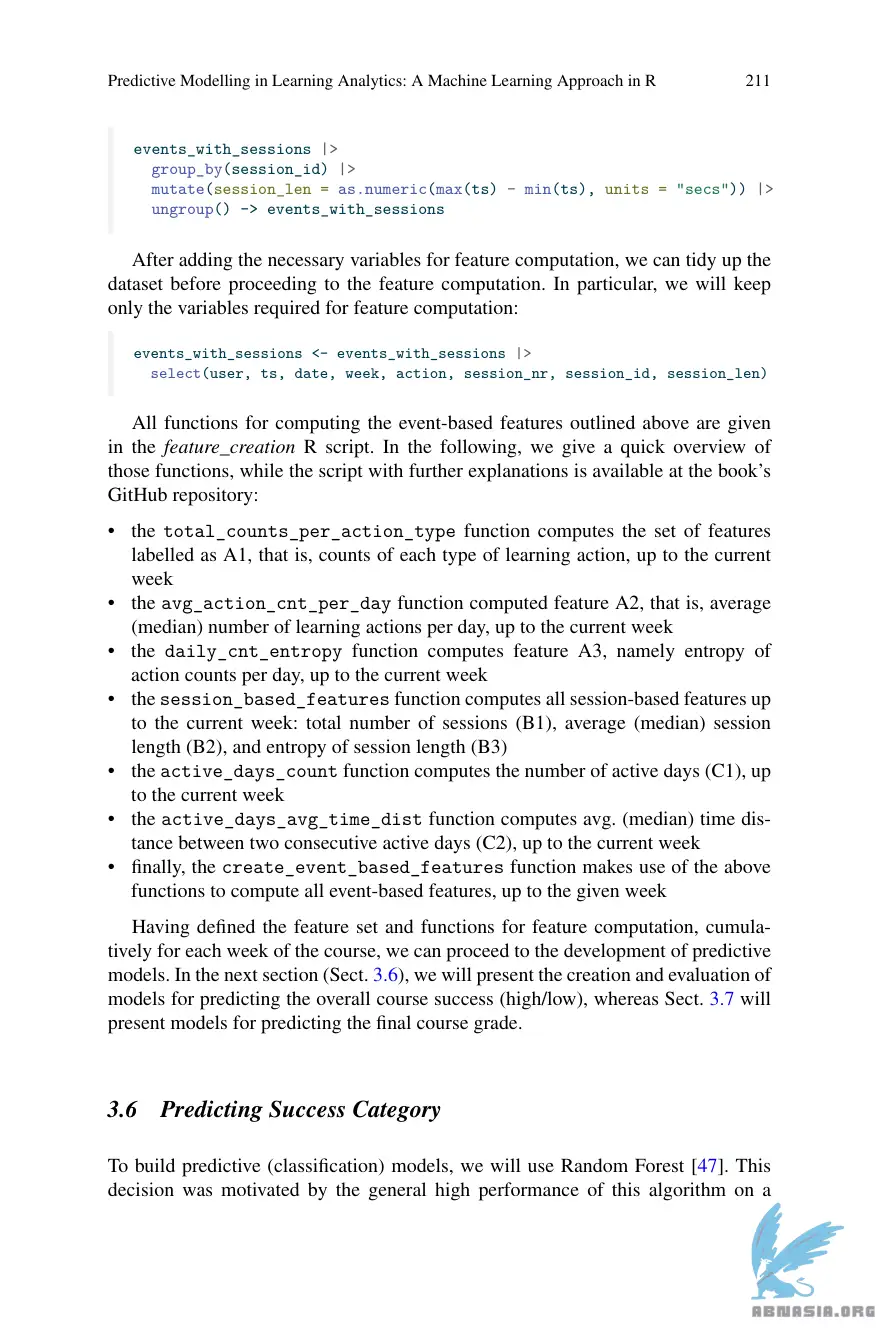 Predictive Modelling in Learning Analytics: A Machine Learning Approach in R 211
events_with_sessions |>
group_by(session_id) |>
mutate(session_len = as.numeric(max(ts) - min(ts), units = "secs")) |>
ungroup() -> events_with_sessions
After adding the necessary variables for feature computation, we can tidy up the
dataset before proceeding to the feature computation. In particular, we will keep
only the variables required for feature computation:
events_with_sessions <- events_with_sessions |>
select(user, ts, date, week, action, session_nr, session_id, session_len)
All functions for computing the event-based features outlined above are given
in the feature_creation R script. In the following, we give a quick overview of
those functions, while the script with further explanations is available at the book's
GitHub repository:
• the total_counts_per_action_type function computes the set of features
labelled as A1, that is, counts of each type of learning action, up to the current
week
• the avg_action_cnt_per_day function computed feature A2, that is, average
(median) number of learning actions per day, up to the current week
• the daily_cnt_entropy function computes feature A3, namely entropy of
action counts per day, up to the current week
• the session_based_features function computes all session-based features up
to the current week: total number of sessions (B1), average (median) session
length (B2), and entropy of session length (B3)
• the active_days_count function computes the number of active days (C1), up
to the current week
• the active_days_avg_time_dist function computes avg. (median) time dis-
tance between two consecutive active days (C2), up to the current week
• finally, the create_event_based_features function makes use of the above
functions to compute all event-based features, up to the given week
Having defined the feature set and functions for feature computation, cumula-
tively for each week of the course, we can proceed to the development of predictive
models. In the next section (Sect. 3.6), we will present the creation and evaluation of
models for predicting the overall course success (high/low), whereas Sect. 3.7 will
present models for predicting the final course grade.
3.6 Predicting Success Category
To build predictive (classification) models, we will use Random Forest [47]. This
decision was motivated by the general high performance of this algorithm on a
ABNASIA.ORG